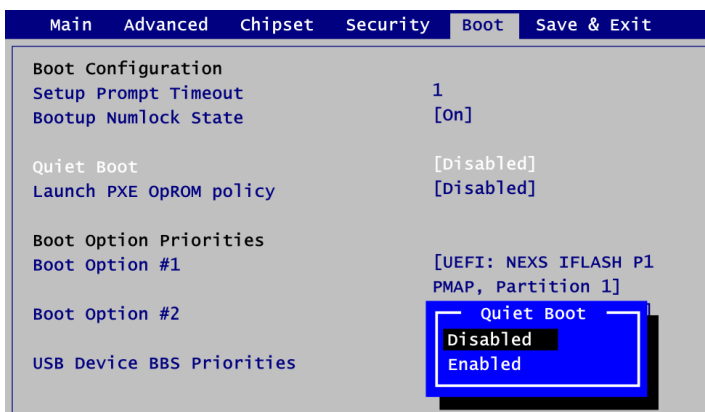 Main Advanced Chipset Security Boot Save & Exit
Boot Configuration
Setup Prompt Timeout 1
Bootup Numlock State [On]
Quiet Boot [Disabled]
Launch PXE OpROM policy [Disabled]
Boot Option Priorities
Boot Option #1 [UEFI: NEXS IFLASH P1
PMAP, Partition 1]
Boot Option #2
USB Device BBS Priorities
Quiet Boot
Disabled
Enabled